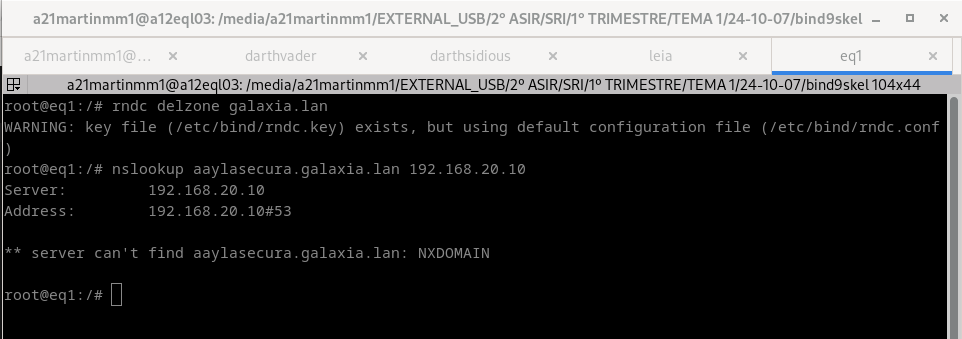 a21martinmm1@a12eql03: /media/a21martinmm1/EXTERNAL_USB/2º ASIR/SRI/1º TRIMESTRE/TEMA 1/24-10-07/bind9skel
a21martinmm1@... × darthvader × darthsidious × leia × eq1 ×
a21martinmm1@a12eql03: /media/a21martinmm1/EXTERNAL_USB/2º ASIR/SRI/1º TRIMESTRE/TEMA 1/24-10-07/bind9skel 104x44
root@eq1:/# rndc delzone galaxia.lan
WARNING: key file (/etc/bind/rndc.key) exists, but using default configuration file (/etc/bind/rndc.conf
)
root@eq1:/# nslookup aaylasecura.galaxia.lan 192.168.20.10
Server: 192.168.20.10
Address: 192.168.20.10#53
** server can't find aaylasecura.galaxia.lan: NXDOMAIN
root@eq1:/#